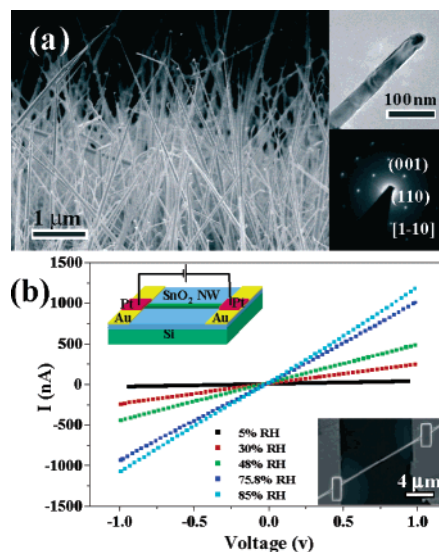 (a)
1 μm
100 nm
(001)
(110)
[1-10]
(b)
1500
1000
500
0
-500
-1000
-1500
I (nA)
SnO2 NW
Pt
Pt
Au
Au
Si
5% RH
30% RH
48% RH
75.8% RH
85% RH
4 μm
-1.0
-0.5
0.0
0.5
1.0
Voltage (v)